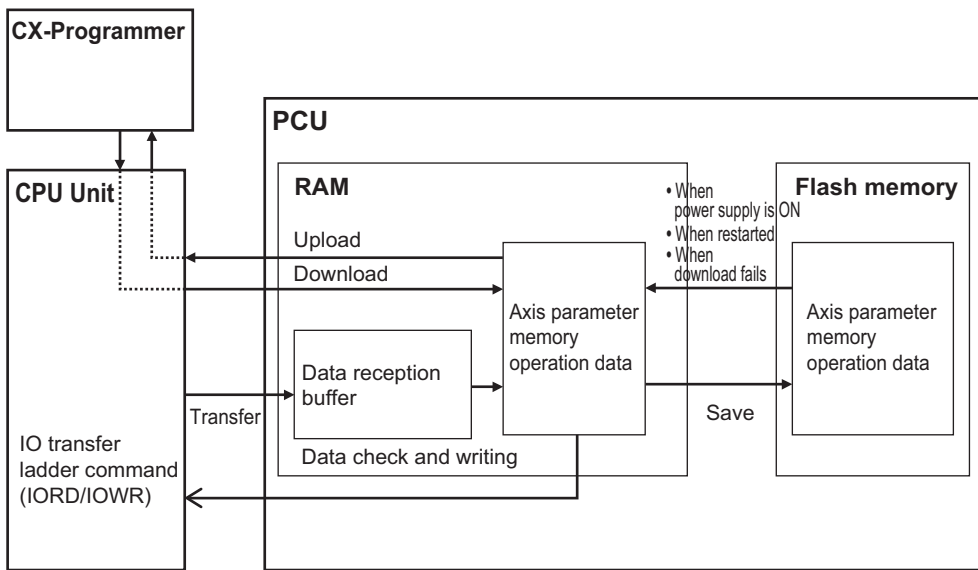 CX-Programmer
PCU
CPU Unit
RAM
• When
power supply is ON
• When restarted
• When
download fails
Flash memory
Upload
Download
Axis parameter
memory
operation data
Axis parameter
memory
operation data
Data reception
buffer
Transfer
Save
Data check and writing
IO transfer
ladder command
(IORD/IOWR)